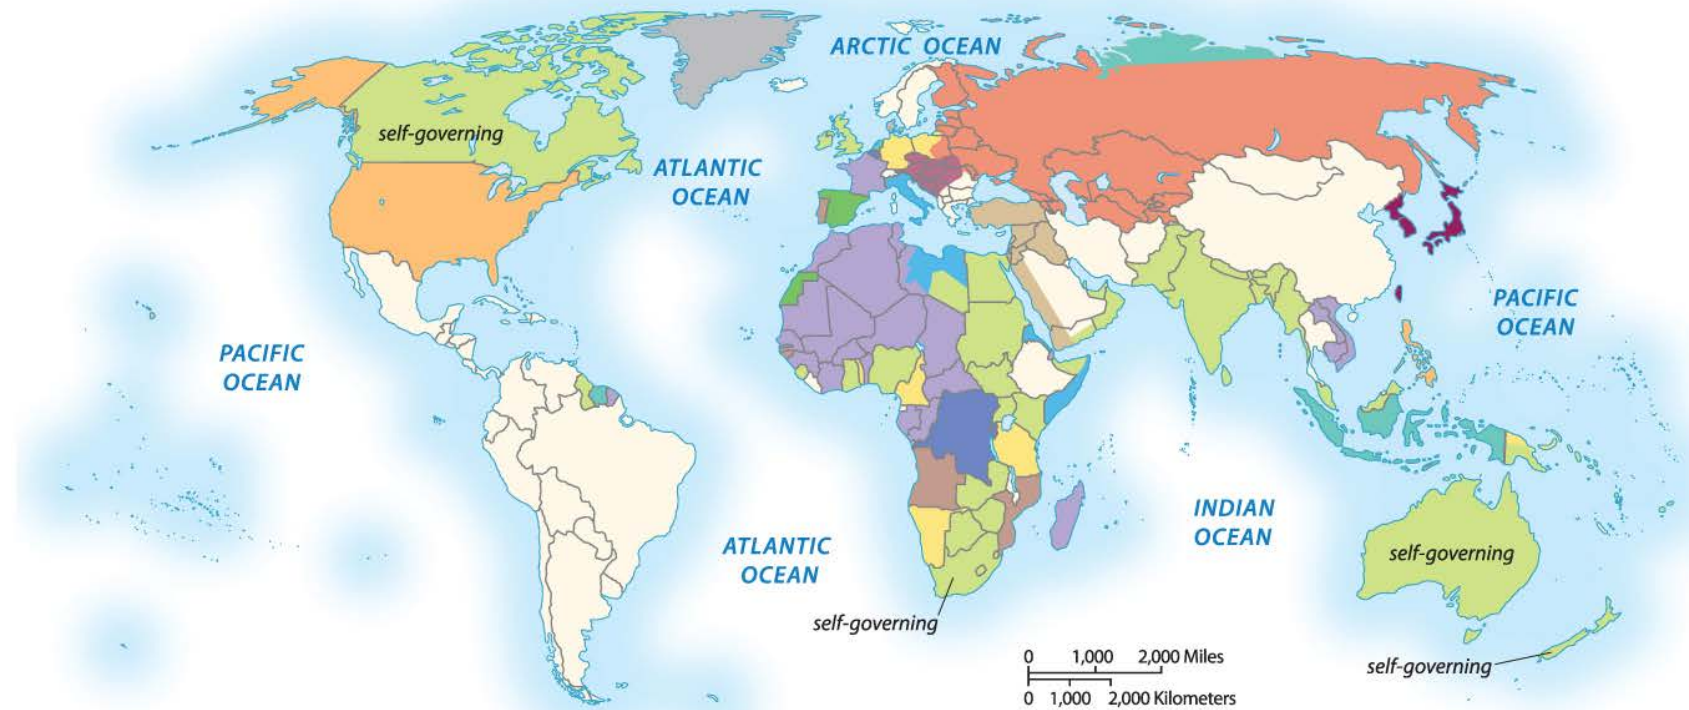 ARCTIC OCEAN
self-governing
ATLANTIC
OCEAN
PACIFIC
OCEAN
PACIFIC
OCEAN
INDIAN
OCEAN
ATLANTIC
OCEAN
self-governing
self-governing
self-governing
0 1,000 2,000 Miles
0 1,000 2,000 Kilometers